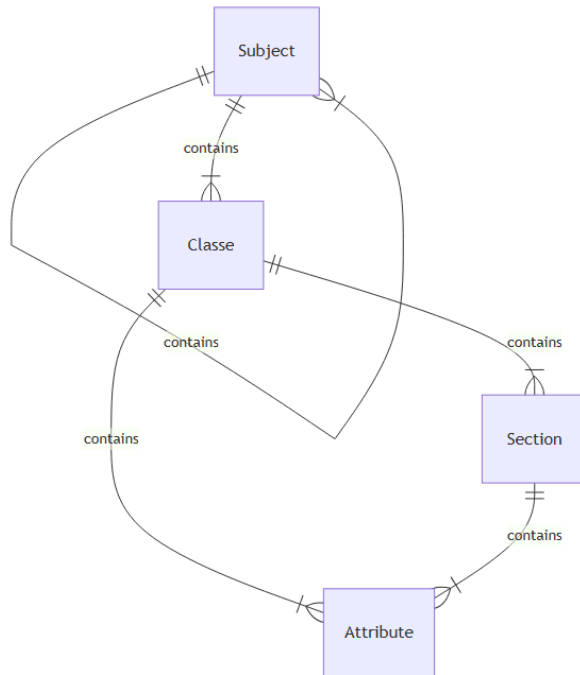 Subject
contains
Classe
contains
contains
contains
Section
contains
Attribute